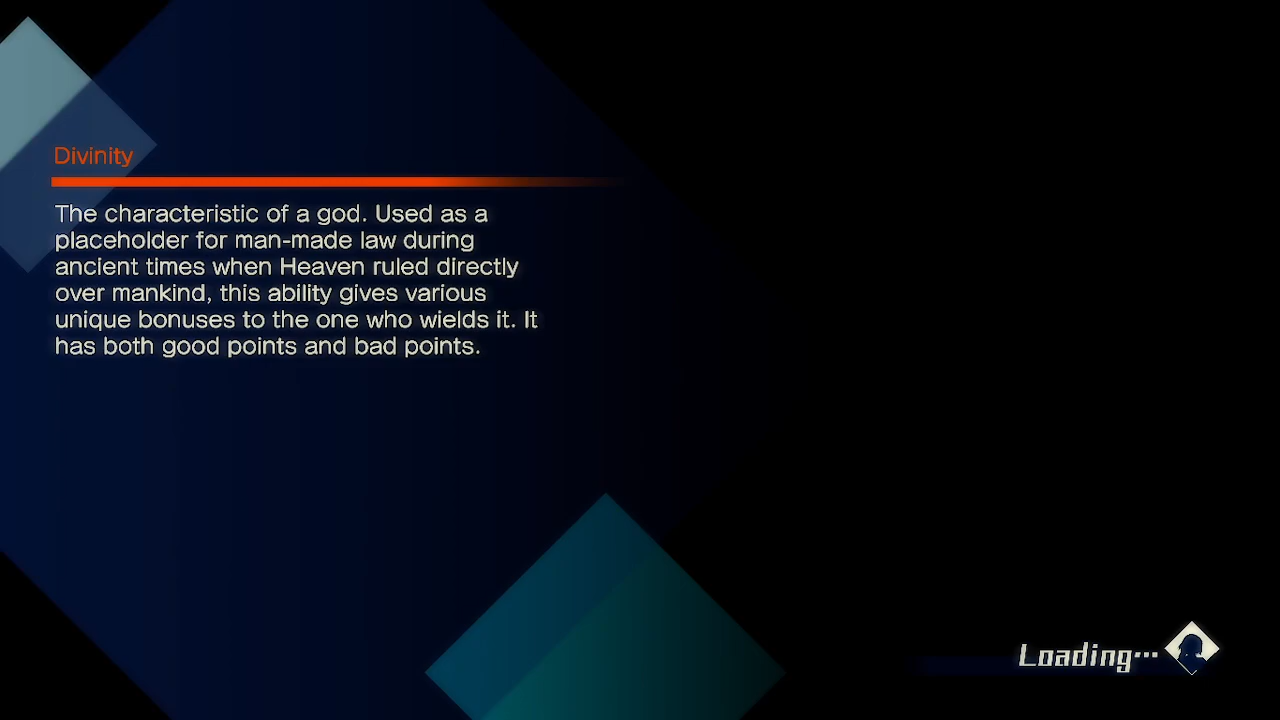 Divinity
The characteristic of a god. Used as a
placeholder for man-made law during
ancient times when Heaven ruled directly
over mankind, this ability gives various
unique bonuses to the one who wields it. It
has both good points and bad points.
Loading...